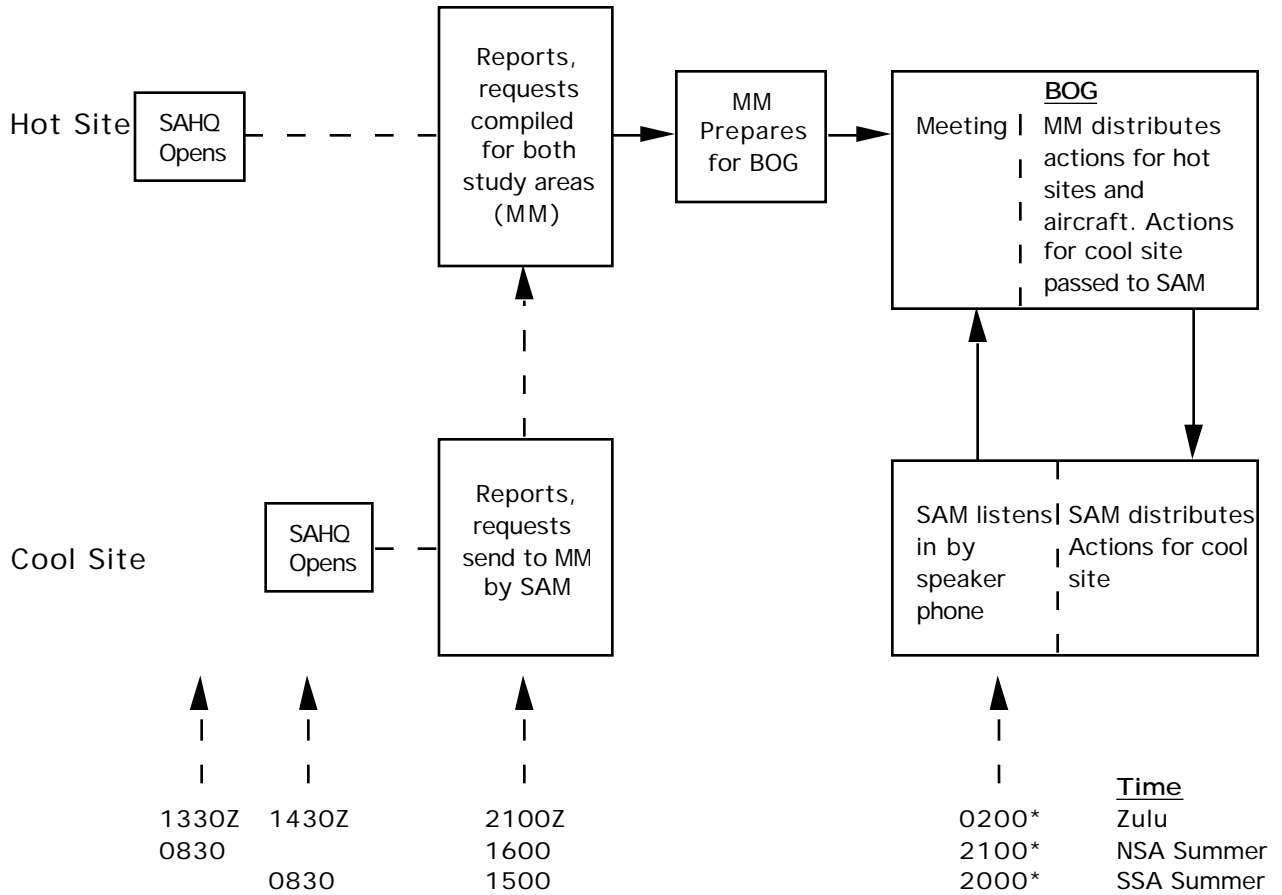 Hot Site
SAHQ
Opens
Reports,
requests
compiled
for both
study areas
(MM)
MM
Prepares
for BOG
BOG
Meeting
MM distributes
actions for hot
sites and
aircraft. Actions
for cool site
passed to SAM
Cool Site
SAHQ
Opens
Reports,
requests
send to MM
by SAM
SAM listens
in by
speaker
phone
SAM distributes
Actions for cool
site
Time
1330Z 1430Z 2100Z 0200* Zulu
0830 1600 2100* NSA Summer
0830 1500 2000* SSA Summer